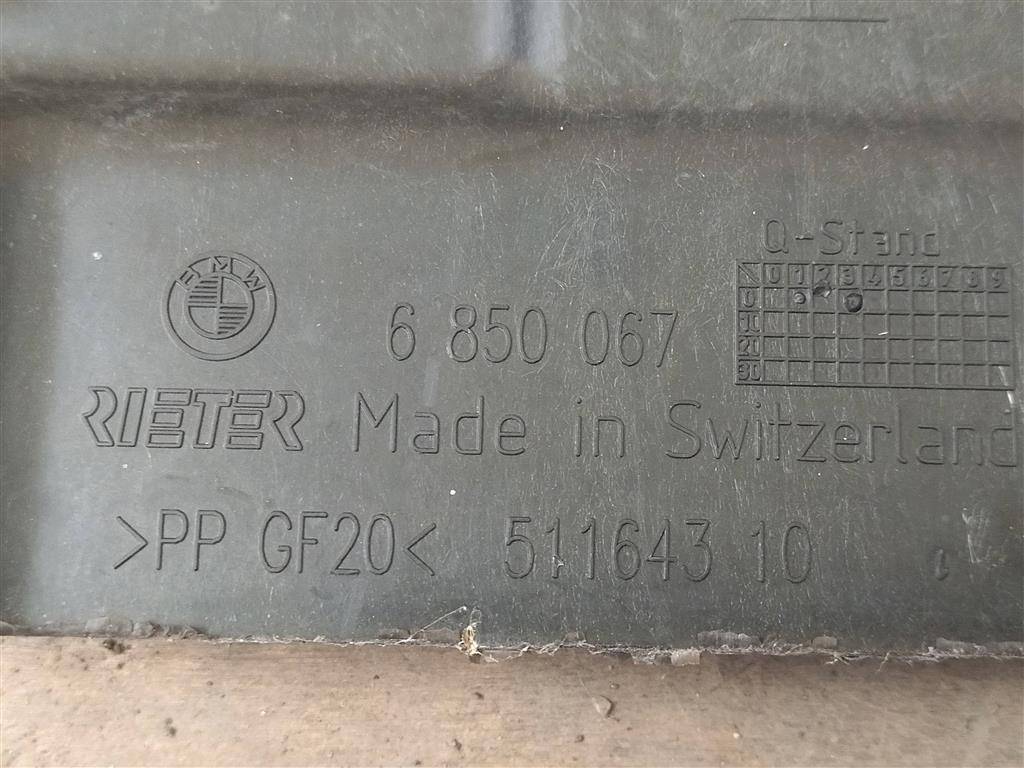 Q-Stand
0 1 2 3 4 5 6 7 8 9
0
10
20
30
BMW
6 850 067
RIETER Made in Switzerland
>PP GF20< 511643 10